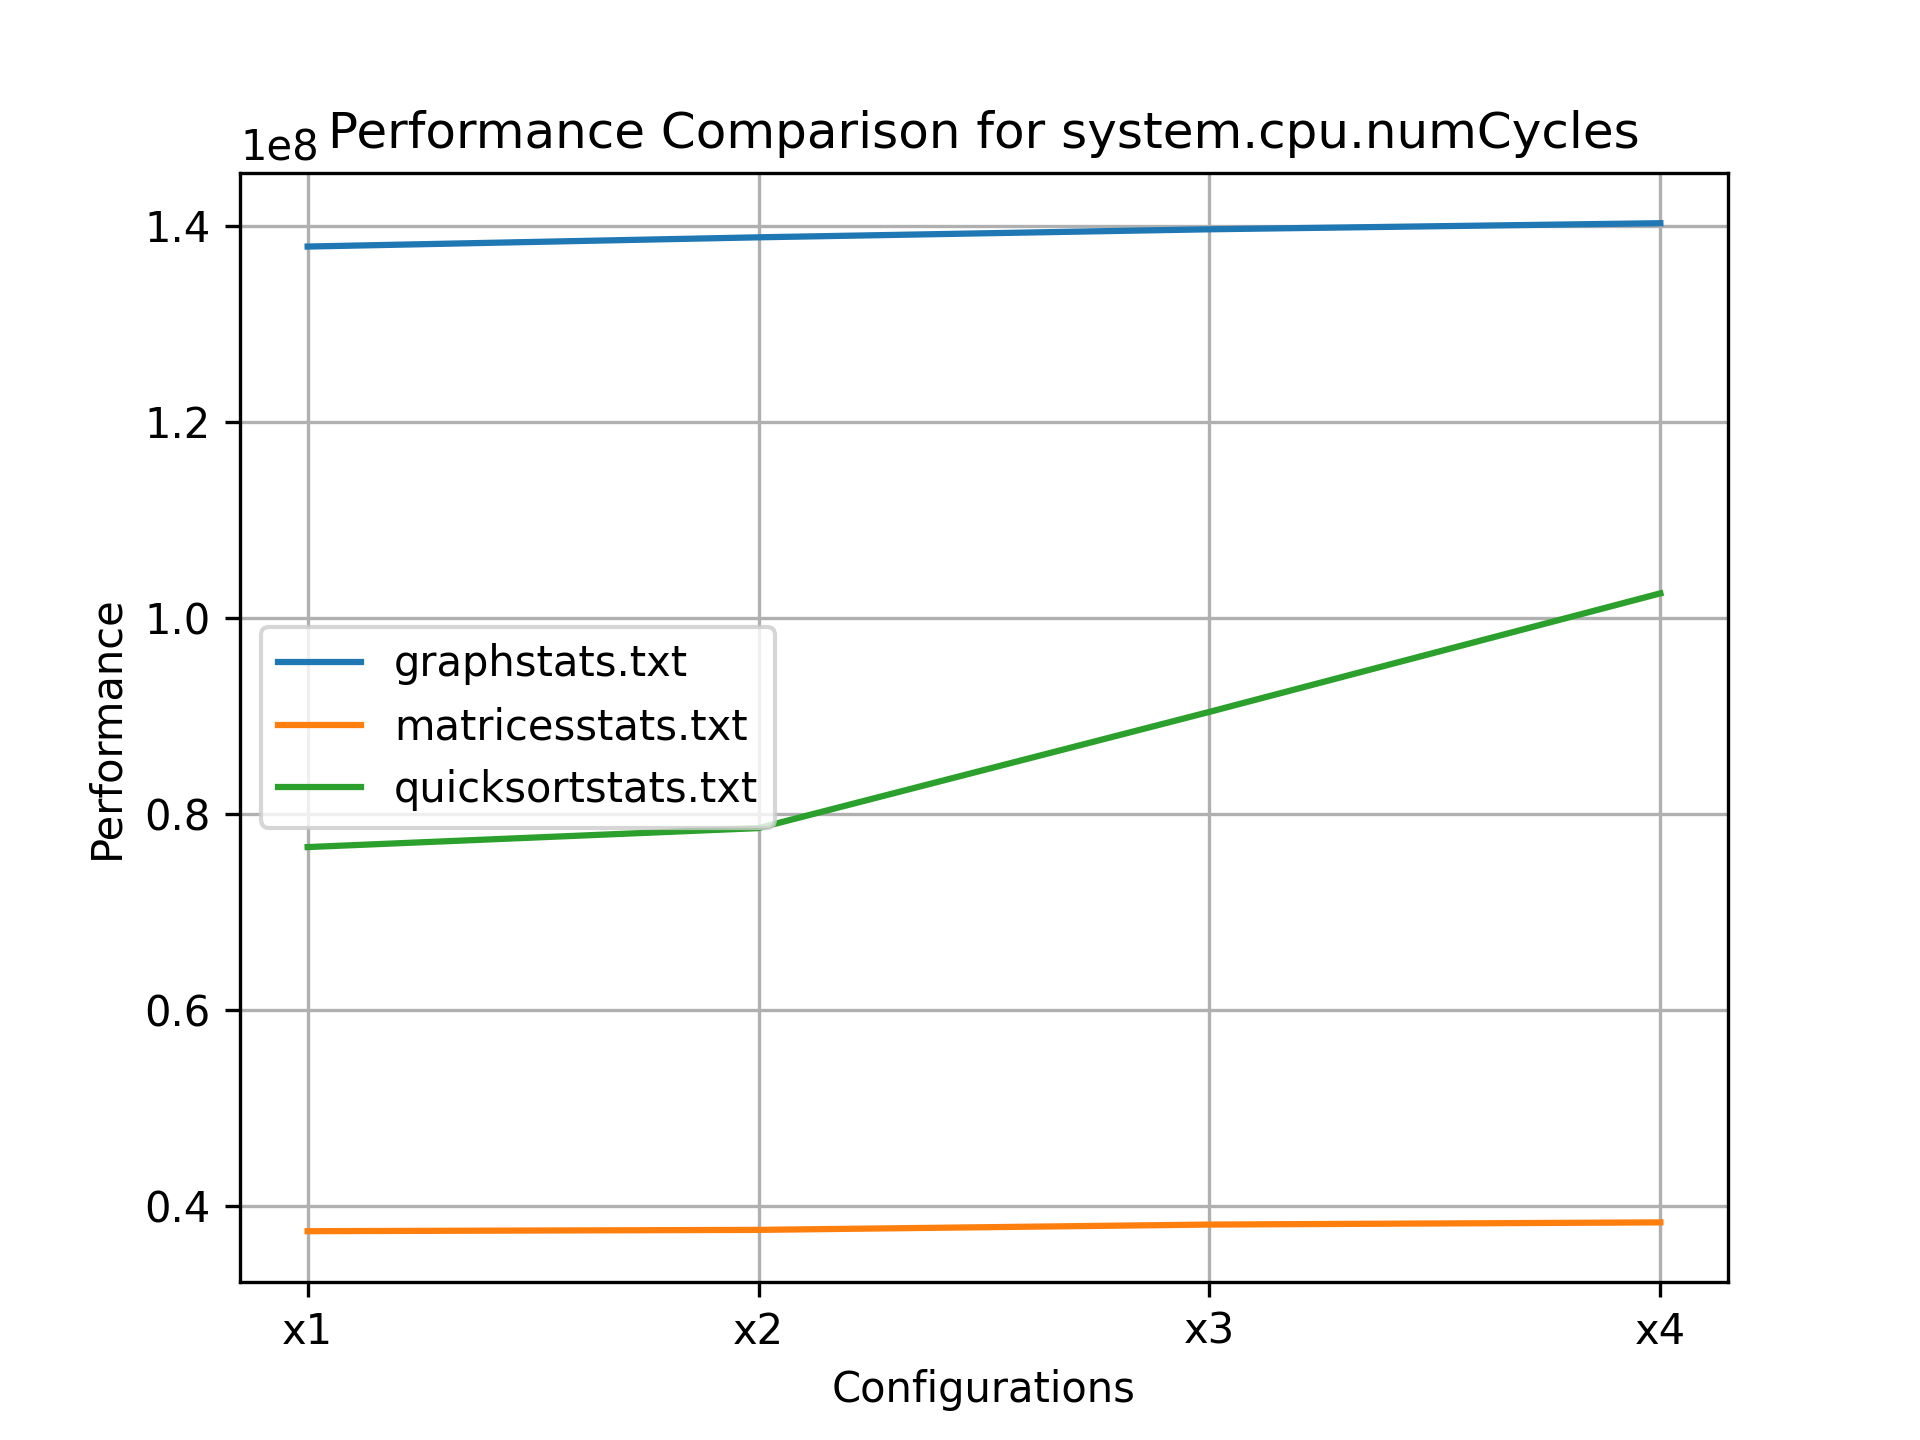 Performance Comparison for system.cpu.numCycles
1e8
1.4
1.2
1.0
0.8
0.6
0.4
Performance
graphstats.txt
matricesstats.txt
quicksortstats.txt
x1 x2 x3 x4
Configurations